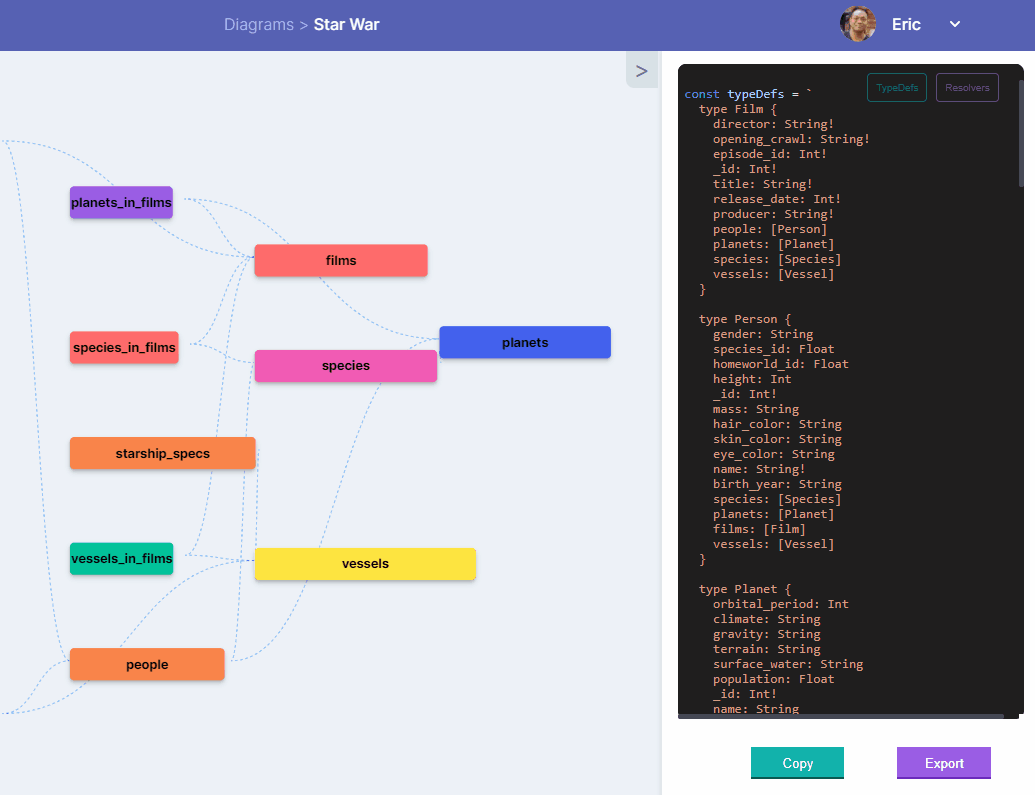 Diagrams > Star War
Eric
>
planets_in_films
films
species_in_films
planets
species
starship_specs
vessels_in_films
vessels
people
TypeDefs
Resolvers
const typeDefs = `
type Film {
director: String!
opening_crawl: String!
episode_id: Int!
_id: Int!
title: String!
release_date: Int!
producer: String!
people: [Person]
planets: [Planet]
species: [Species]
vessels: [Vessel]
}
type Person {
gender: String
species_id: Float
homeworld_id: Float
height: Int
_id: Int!
mass: String
hair_color: String
skin_color: String
eye_color: String
name: String!
birth_year: String
species: [Species]
planets: [Planet]
films: [Film]
vessels: [Vessel]
}
type Planet {
orbital_period: Int
climate: String
gravity: String
terrain: String
surface_water: String
population: Float
_id: Int!
name: String
Copy
Export